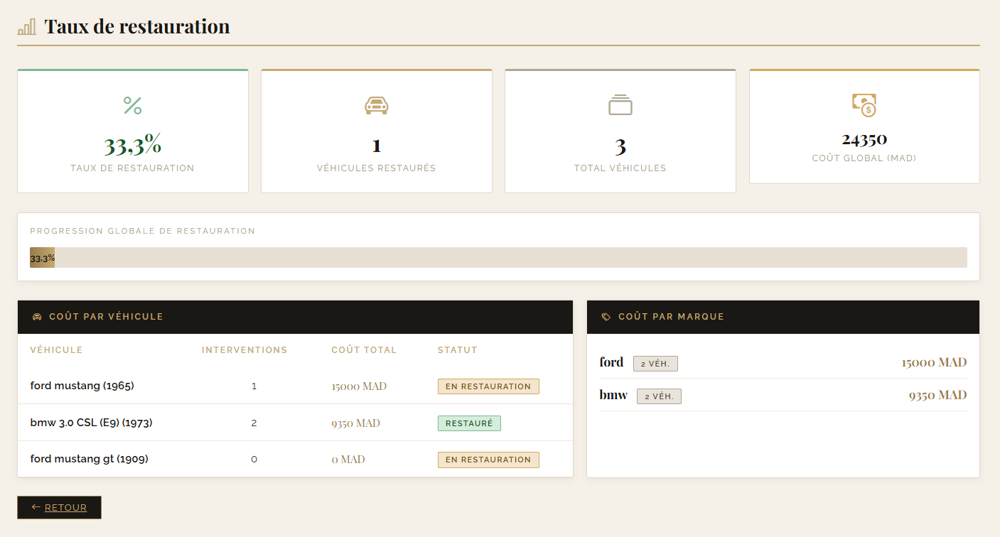 Taux de restauration
33,3%
TAUX DE RESTAURATION
1
VÉHICULES RESTAURÉS
3
TOTAL VÉHICULES
24350
COÛT GLOBAL (MAD)
PROGRESSION GLOBALE DE RESTAURATION
33,3%
COÛT PAR VÉHICULE
VÉHICULE INTERVENTIONS COÛT TOTAL STATUT
ford mustang (1965) 1 15000 MAD EN RESTAURATION
bmw 3.0 CSL (E9) (1973) 2 9350 MAD RESTAURÉ
ford mustang gt (1909) 0 0 MAD EN RESTAURATION
COÛT PAR MARQUE
ford 2 VÉH. 15000 MAD
bmw 2 VÉH. 9350 MAD
← RETOUR